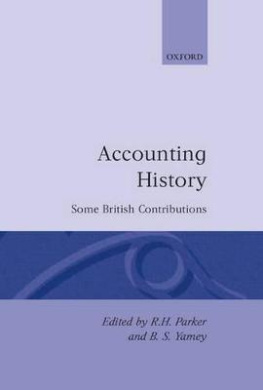 OXFORD
Accounting
History
Some British Contributions
Edited by R.H. Parker
and B. S. Yamey